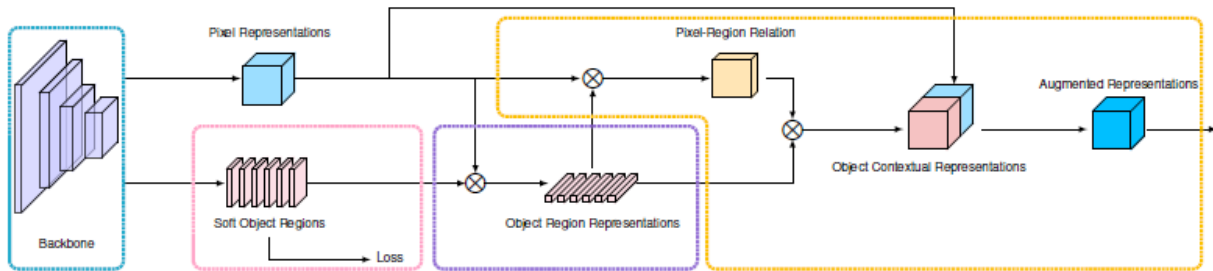 Pixel Representations
Pixel-Region Relation
Augmented Representations
Object Contextual Representations
Soft Object Regions
Object Region Representations
Backbone
Loss